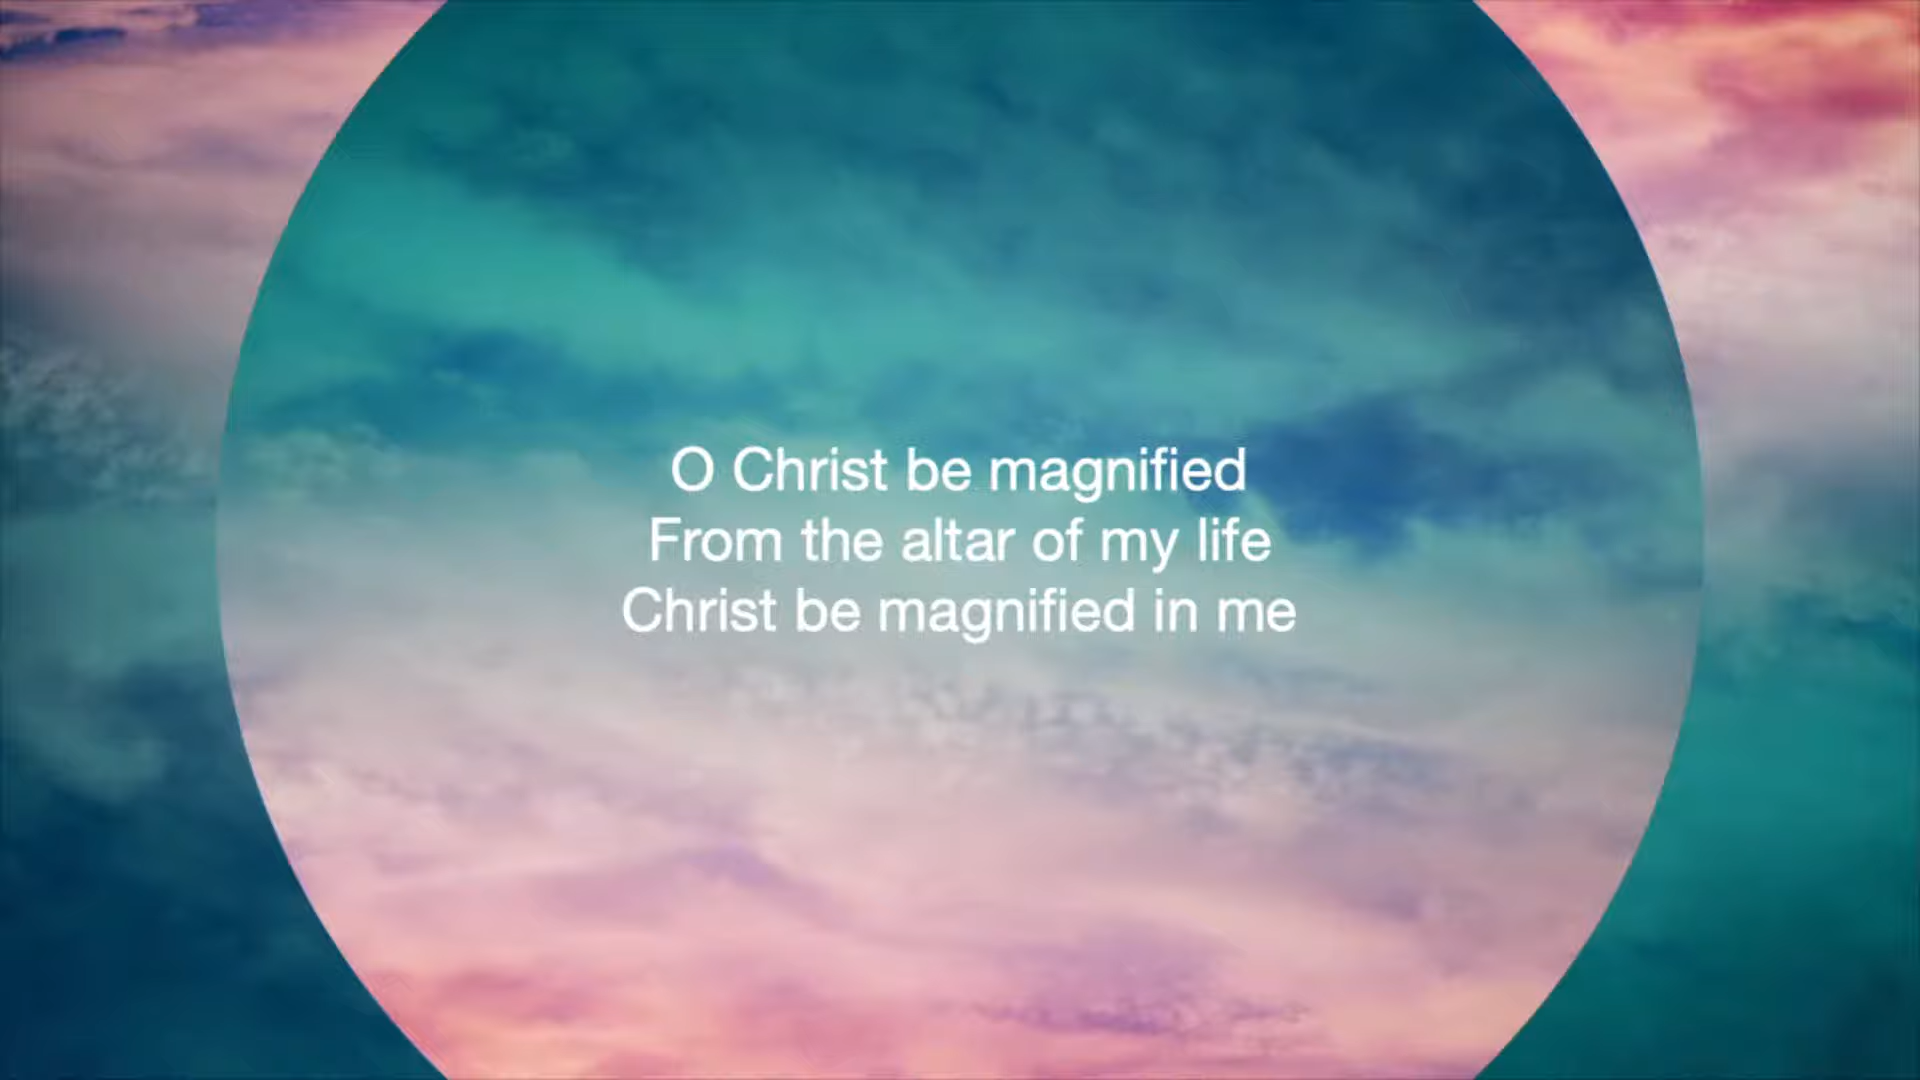 O Christ be magnified
From the altar of my life
Christ be magnified in me